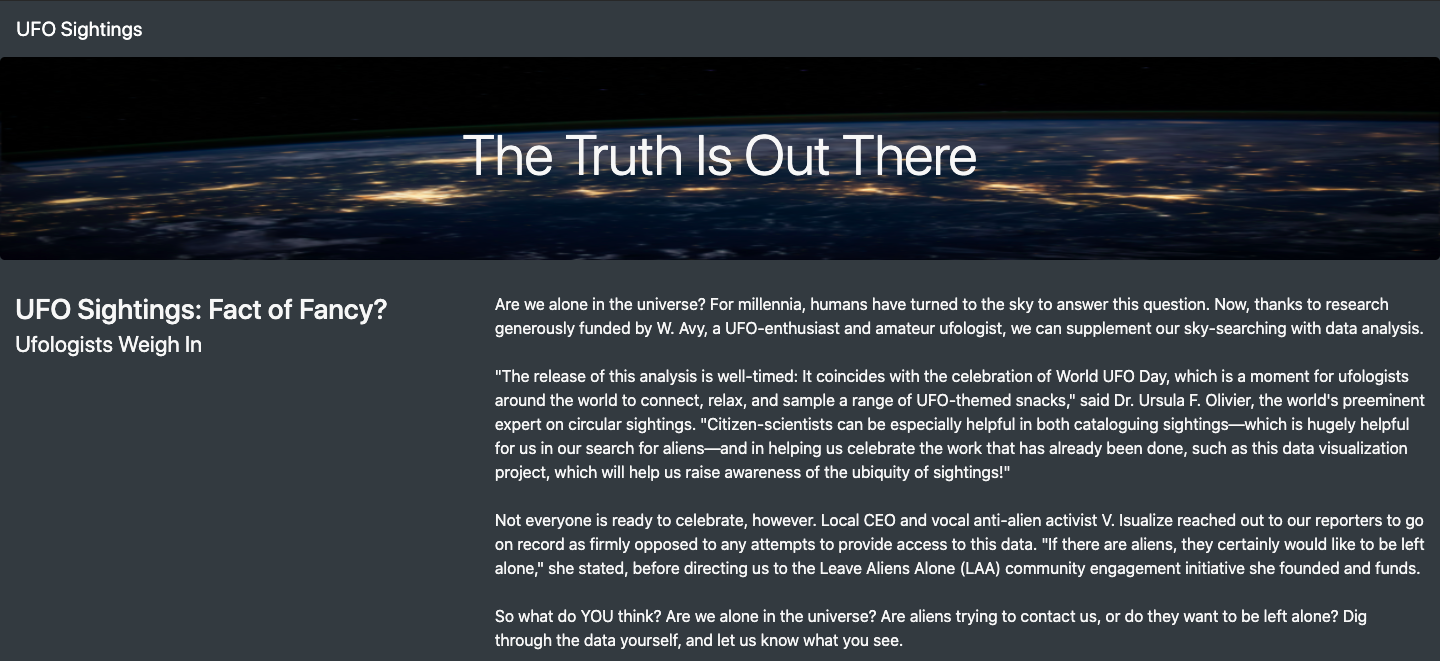 UFO Sightings
The Truth Is Out There
UFO Sightings: Fact of Fancy?
Ufologists Weigh In
Are we alone in the universe? For millennia, humans have turned to the sky to answer this question. Now, thanks to research
generously funded by W. Avy, a UFO-enthusiast and amateur ufologist, we can supplement our sky-searching with data analysis.
"The release of this analysis is well-timed: It coincides with the celebration of World UFO Day, which is a moment for ufologists
around the world to connect, relax, and sample a range of UFO-themed snacks," said Dr. Ursula F. Olivier, the world's preeminent
expert on circular sightings. "Citizen-scientists can be especially helpful in both cataloguing sightings—which is hugely helpful
for us in our search for aliens—and in helping us celebrate the work that has already been done, such as this data visualization
project, which will help us raise awareness of the ubiquity of sightings!"
Not everyone is ready to celebrate, however. Local CEO and vocal anti-alien activist V. Isualize reached out to our reporters to go
on record as firmly opposed to any attempts to provide access to this data. "If there are aliens, they certainly would like to be left
alone," she stated, before directing us to the Leave Aliens Alone (LAA) community engagement initiative she founded and funds.
So what do YOU think? Are we alone in the universe? Are aliens trying to contact us, or do they want to be left alone? Dig
through the data yourself, and let us know what you see.